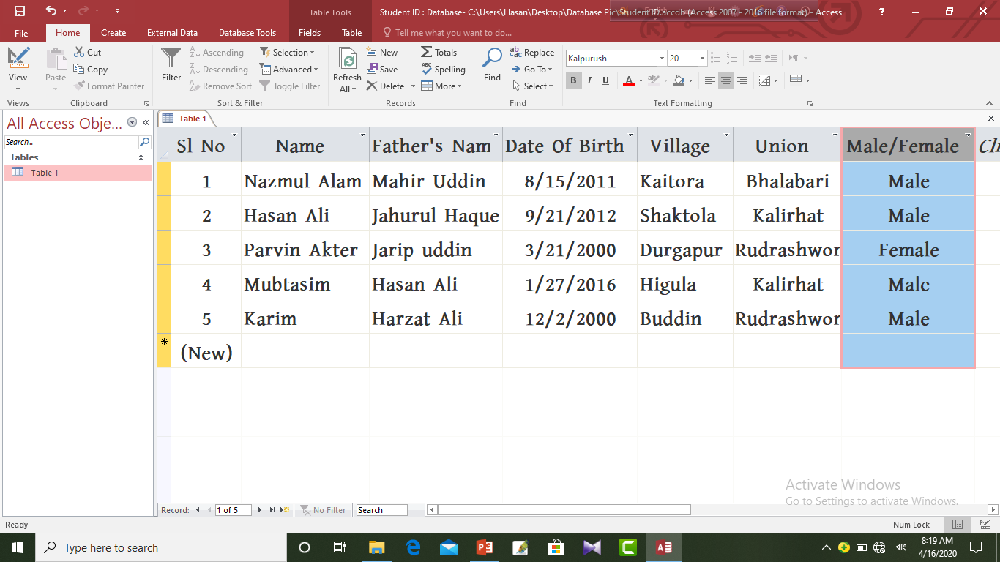 Table Tools
Student ID : Database- C:\Users\Hasan\Desktop\Database Pic\Student ID.accdb (Access 2007 - 2016 file format) - Access
File Home Create External Data Database Tools Fields Table Tell me what you want to do...
View
Views
Paste
Cut
Copy
Format Painter
Clipboard
Filter
Ascending
Descending
Remove Sort
Selection
Advanced
Toggle Filter
Sort & Filter
Refresh
All
New
Save
Delete
Totals
Spelling
More
Records
Find
Replace
Go To
Select
Find
Kalpurush 20
B I U A
Text Formatting
All Access Obje...
Search...
Tables
Table 1
Table 1
Sl No Name Father's Nam Date Of Birth Village Union Male/Female
1 Nazmul Alam Mahir Uddin 8/15/2011 Kaitora Bhalabari Male
2 Hasan Ali Jahurul Haque 9/21/2012 Shaktola Kalirhat Male
3 Parvin Akter Jarip uddin 3/21/2000 Durgapur Rudrashwor Female
4 Mubtasim Hasan Ali 1/27/2016 Higula Kalirhat Male
5 Karim Harzat Ali 12/2/2000 Buddin Rudrashwor Male
(New)
Activate Windows
Go to Settings to activate Windows.
Record: 1 of 5 No Filter Search
Ready Num Lock
Type here to search
বাং
8:19 AM
4/16/2020